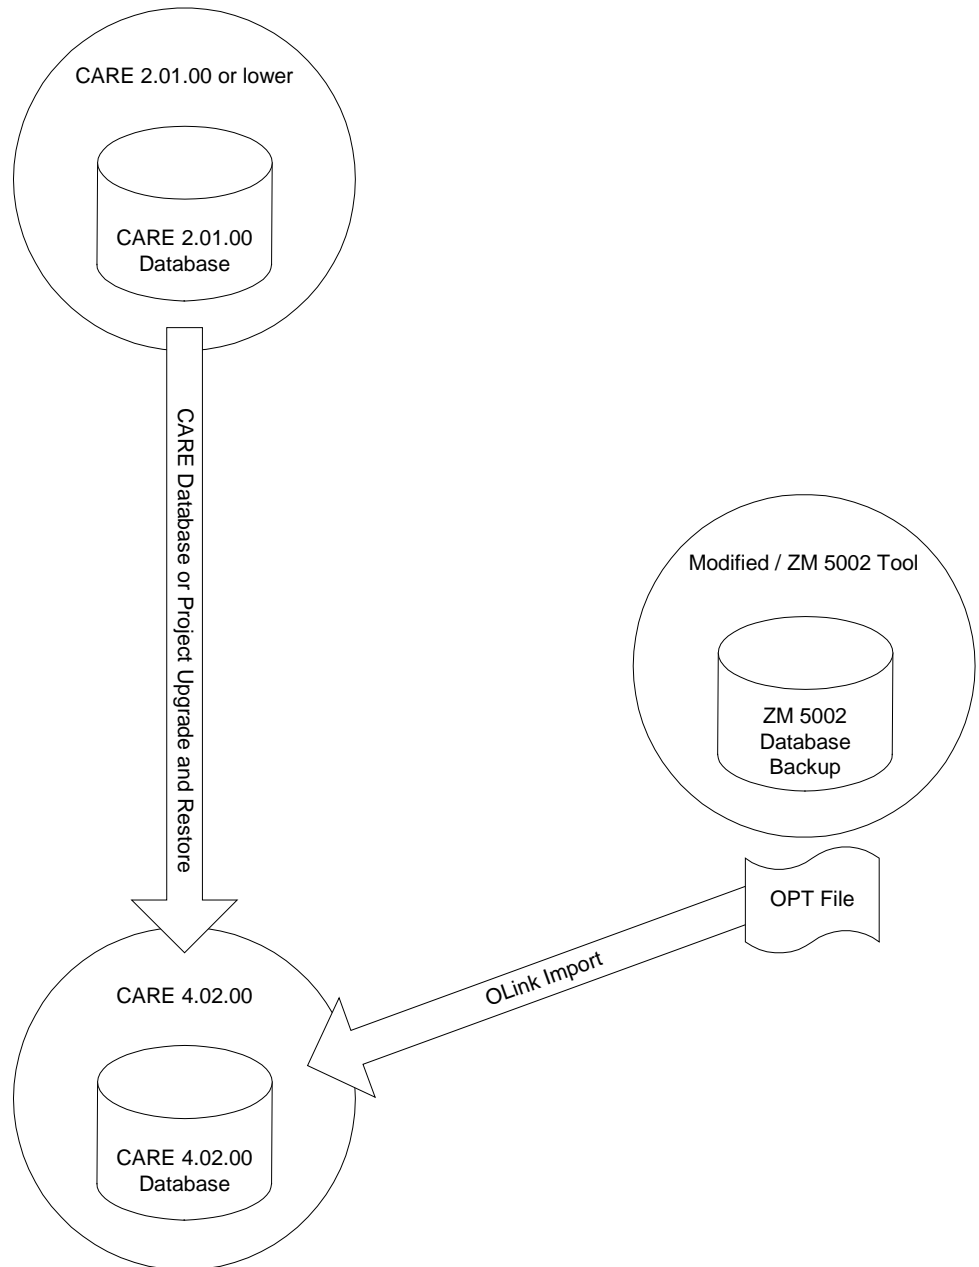 CARE 2.01.00 or lower
CARE 2.01.00
Database
CARE Database or Project Upgrade and Restore
Modified / ZM 5002 Tool
ZM 5002
Database
Backup
OPT File
OLink Import
CARE 4.02.00
CARE 4.02.00
Database